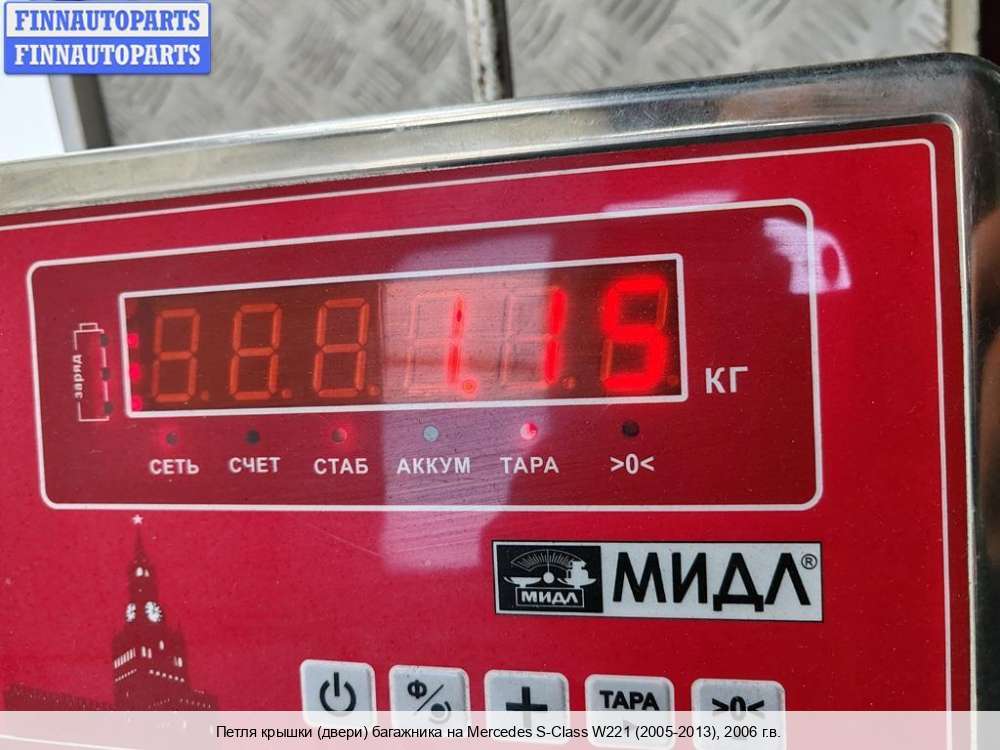 FINNAUTOPARTS
FINNAUTOPARTS
заряд
1.15
КГ
СЕТЬ СЧЕТ СТАБ АККУМ ТАРА >0<
МИДЛ МИДЛ®
Ф ТАРА >0<
Петля крышки (двери) багажника на Mercedes S-Class W221 (2005-2013), 2006 г.в.